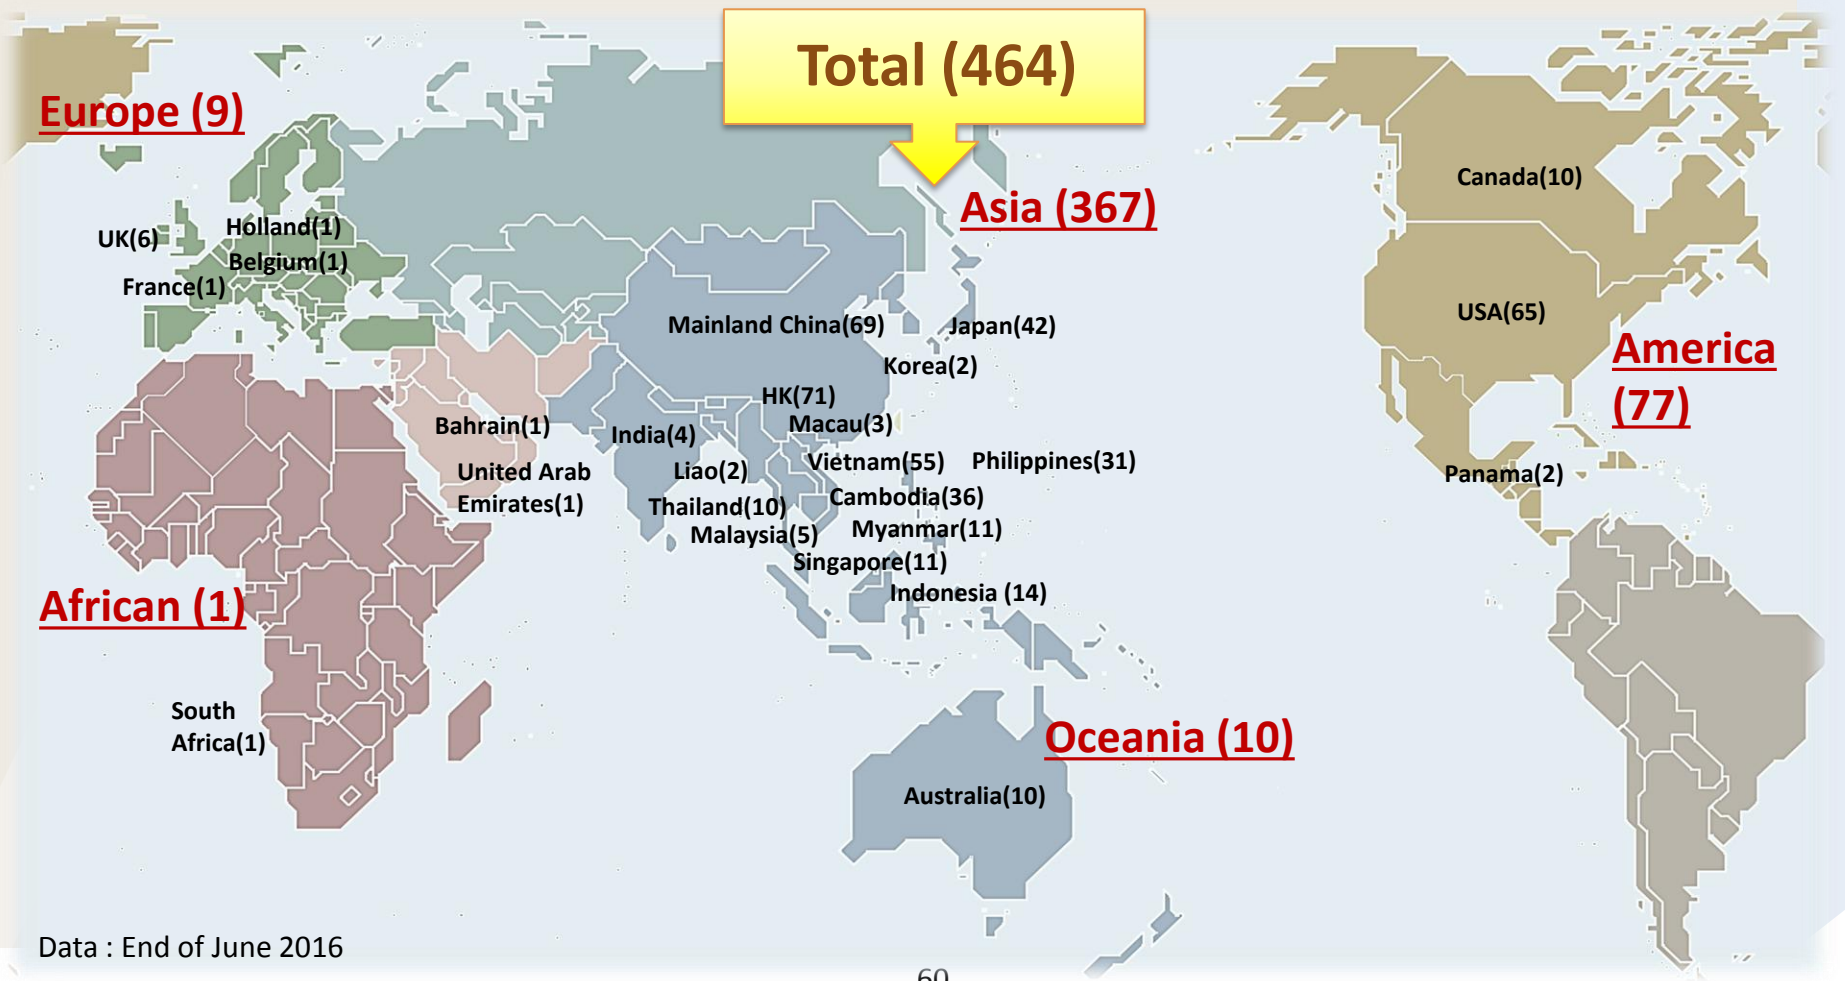 Total (464)
Europe (9)
Asia (367)
Canada(10)
UK(6)
Holland(1)
Belgium(1)
France(1)
Mainland China(69)
Japan(42)
Korea(2)
USA(65)
America
(77)
HK(71)
Macau(3)
Bahrain(1)
India(4)
United Arab
Emirates(1)
Liao(2)
Vietnam(55)
Philippines(31)
Thailand(10)
Cambodia(36)
Malaysia(5)
Myanmar(11)
Singapore(11)
Indonesia (14)
Panama(2)
African (1)
South
Africa(1)
Oceania (10)
Australia(10)
Data : End of June 2016
60